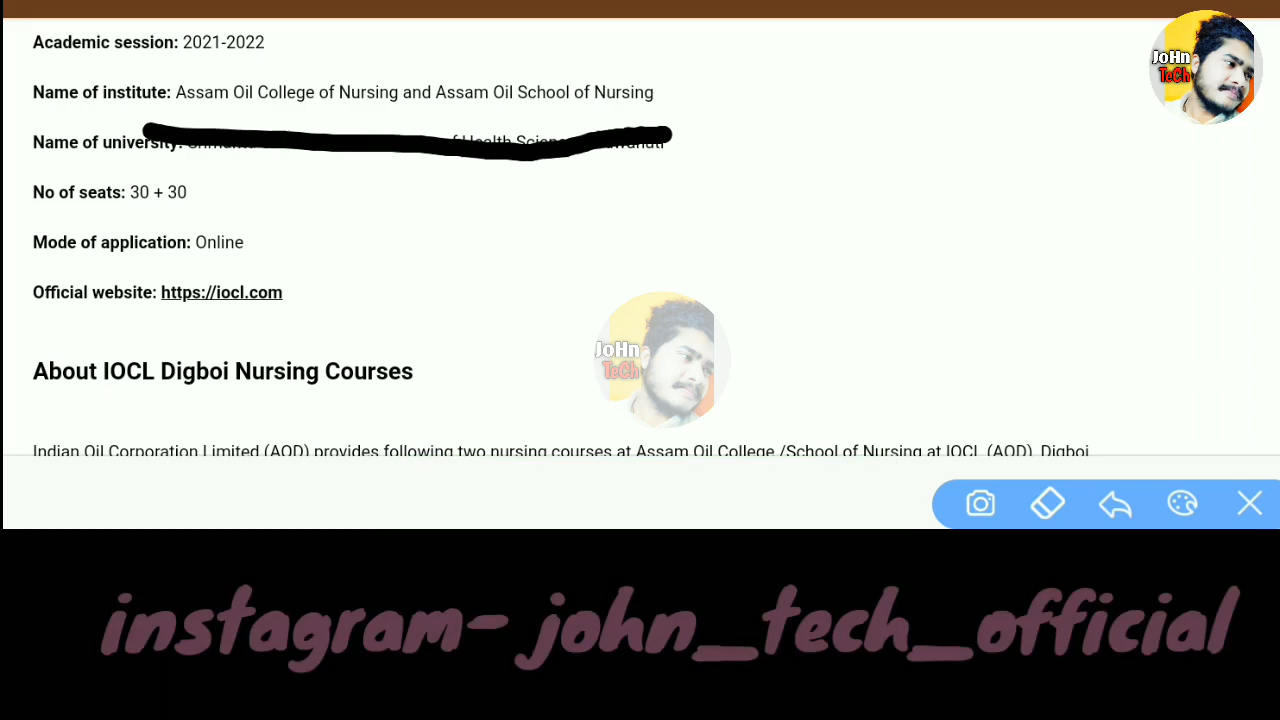 Academic session: 2021-2022
JoHn
TeCh
Name of institute: Assam Oil College of Nursing and Assam Oil School of Nursing
Name of university:
No of seats: 30 + 30
Mode of application: Online
Official website: https://iocl.com
JoHn
TeCh
About IOCL Digboi Nursing Courses
Indian Oil Corporation Limited (AOD) provides following two nursing courses at Assam Oil College /School of Nursing at IOCL (AOD), Digboi
instagram- john_tech_official